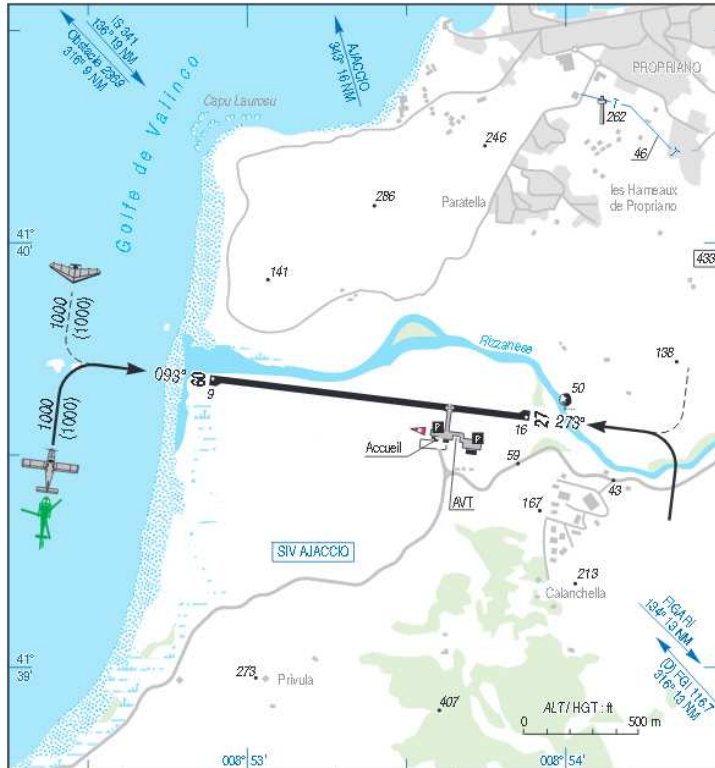 IS 341
136° 19 NM
Obstacle 2369
316° 9 NM
AJACCIO
343° 16 NM
PROPRIANO
Capu Laurosu
262
Golfe de Valinco
246
46
286
Paratella
les Hameaux
de Propriano
41°
40'
433
141
1000
(1000)
Rizzanese
138
093°
09
9
50
1000
(1000)
16
27
273°
P
P
Accueil
59
AVT
43
167
SIV AJACCIO
213
Calanchella
FIGARI
134° 13 NM
(D) FGI 116.7
316° 13 NM
41°
39'
273
Privula
407
ALT / HGT : ft
0
500 m
008° 53'
008° 54'